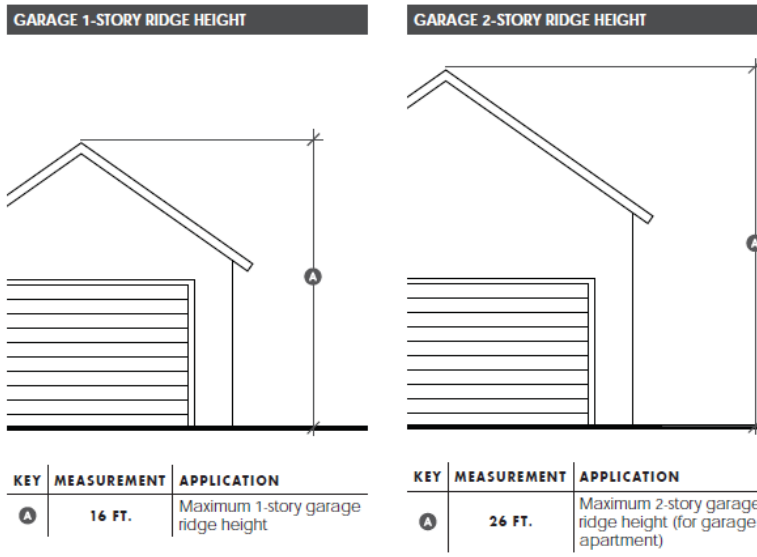 GARAGE 1-STORY RIDGE HEIGHT
A
KEY MEASUREMENT APPLICATION
A 16 FT. Maximum 1-story garage
ridge height
GARAGE 2-STORY RIDGE HEIGHT
A
KEY MEASUREMENT APPLICATION
A 26 FT. Maximum 2-story garage
ridge height (for garage
apartment)